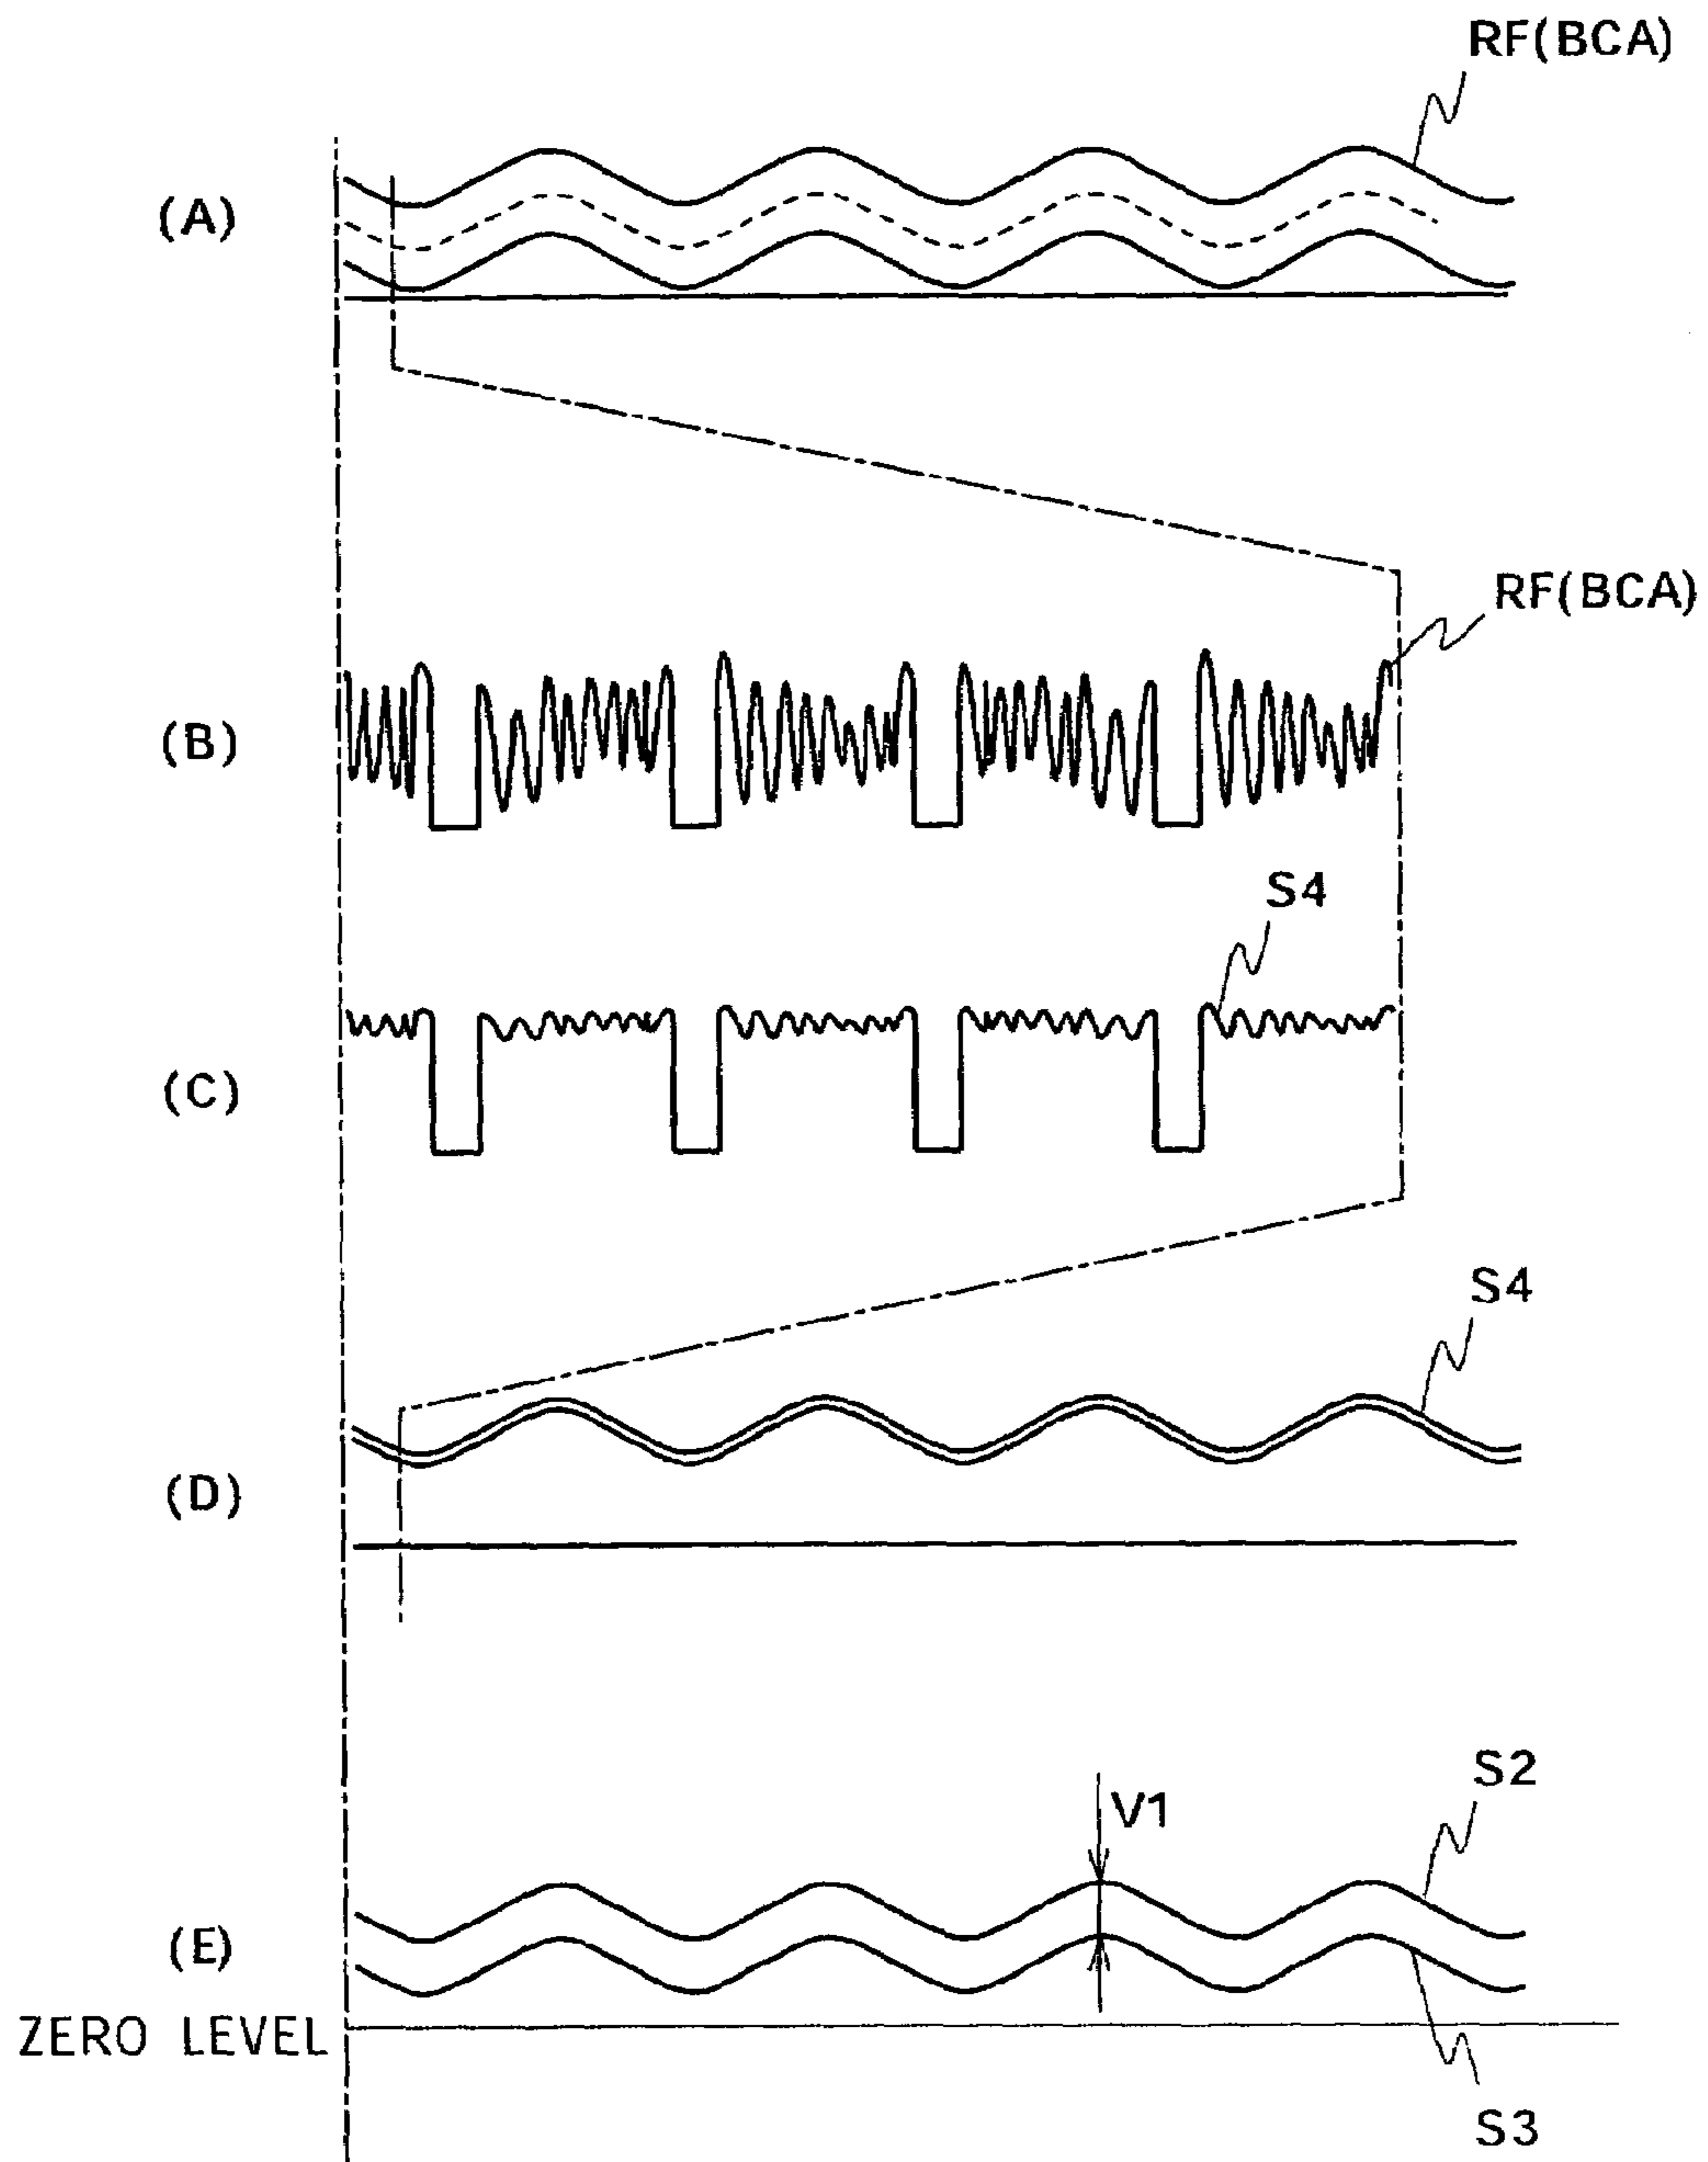 RF(BCA)
(A)
RF(BCA)
(B)
S4
(C)
S4
(D)
S2
V1
(E)
ZERO LEVEL
S3